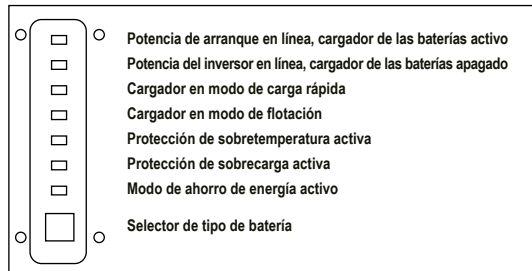 Potencia de arranque en línea, cargador de las baterías activo
Potencia del inversor en línea, cargador de las baterías apagado
Cargador en modo de carga rápida
Cargador en modo de flotación
Protección de sobretemperatura activa
Protección de sobrecarga activa
Modo de ahorro de energía activo
Selector de tipo de batería